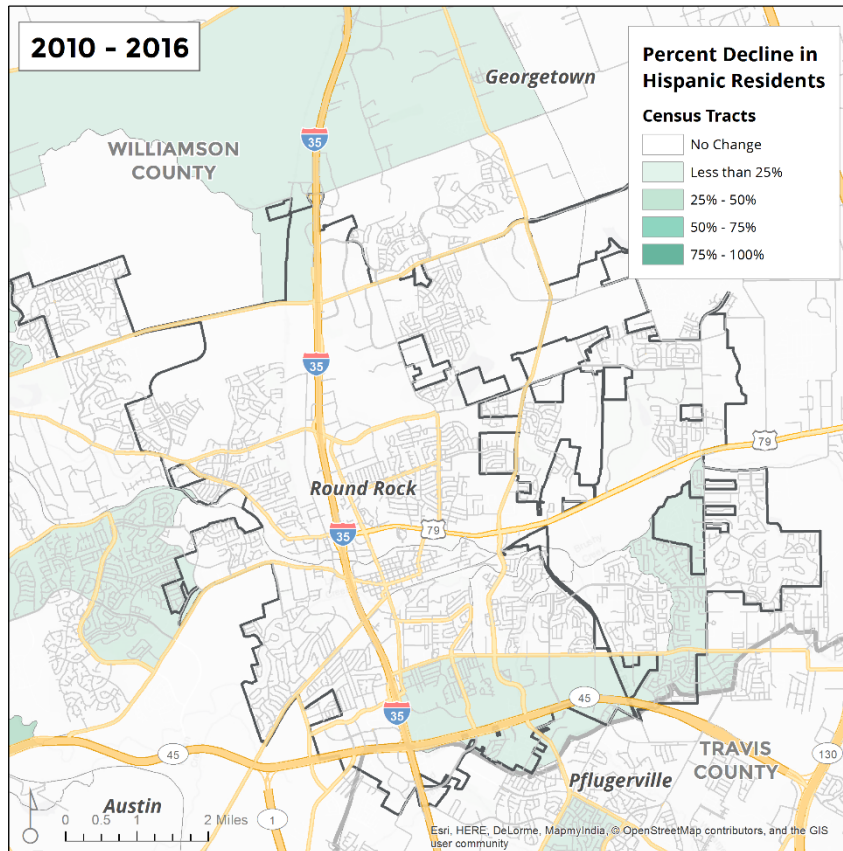 2010 - 2016
Percent Decline in
Hispanic Residents
Census Tracts
No Change
Less than 25%
25% - 50%
50% - 75%
75% - 100%
Georgetown
WILLIAMSON
COUNTY
35
35
79
Round Rock
79
35
35
45
45
TRAVIS
COUNTY
130
Pflugerville
Austin
1
0 0.5 1 2 Miles
Esri, HERE, DeLorme, MapmyIndia, © OpenStreetMap contributors, and the GIS
user community